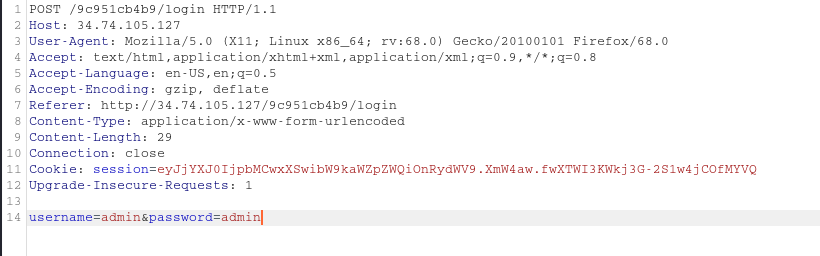 1 POST /9c951cb4b9/login HTTP/1.1
2 Host: 34.74.105.127
3 User-Agent: Mozilla/5.0 (X11; Linux x86_64; rv:68.0) Gecko/20100101 Firefox/68.0
4 Accept: text/html,application/xhtml+xml,application/xml;q=0.9,*/*;q=0.8
5 Accept-Language: en-US,en;q=0.5
6 Accept-Encoding: gzip, deflate
7 Referer: http://34.74.105.127/9c951cb4b9/login
8 Content-Type: application/x-www-form-urlencoded
9 Content-Length: 29
10 Connection: close
11 Cookie: session=eyJjYXJ0IjpbMCwxXSwibW9kaWZpZWQiOnRydWV9.XmW4aw.fwXTWI3KWkj3G-2S1w4jCOfMYVQ
12 Upgrade-Insecure-Requests: 1
13
14 username=admin&password=admin